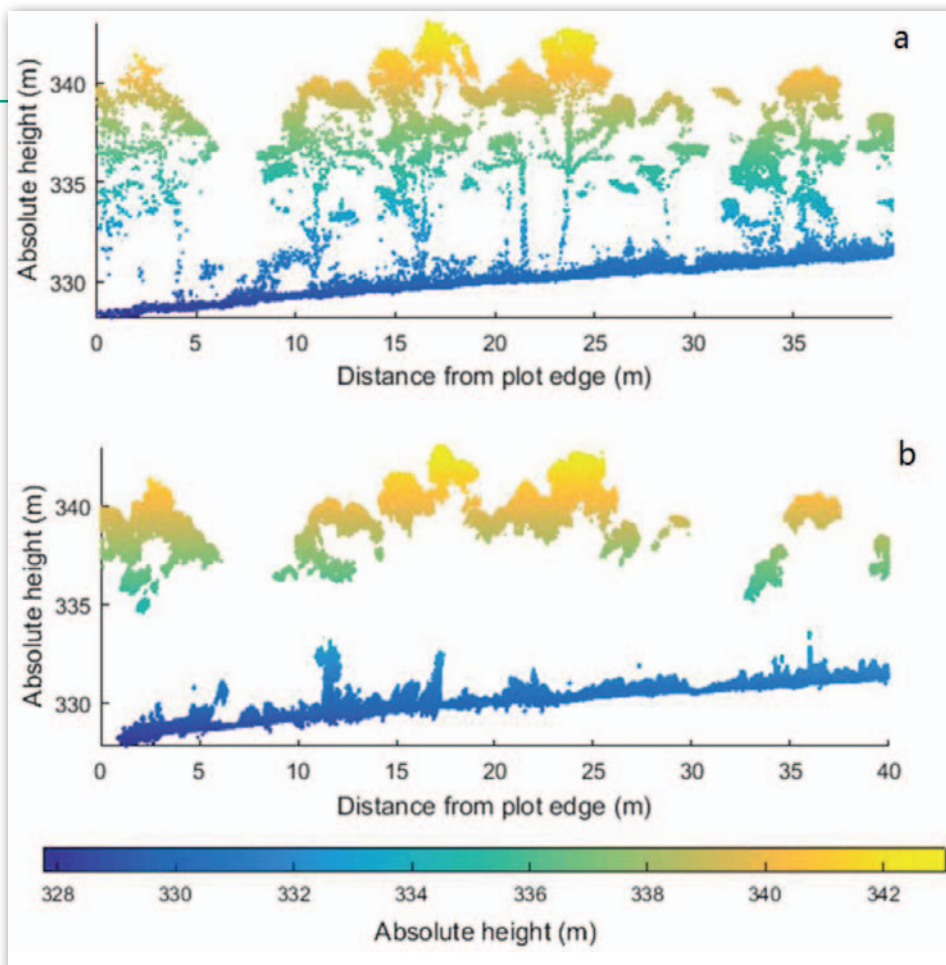 a
Absolute height (m)
340
335
330
0 5 10 15 20 25 30 35
Distance from plot edge (m)
b
Absolute height (m)
340
335
330
0 5 10 15 20 25 30 35 40
Distance from plot edge (m)
328 330 332 334 336 338 340 342
Absolute height (m)